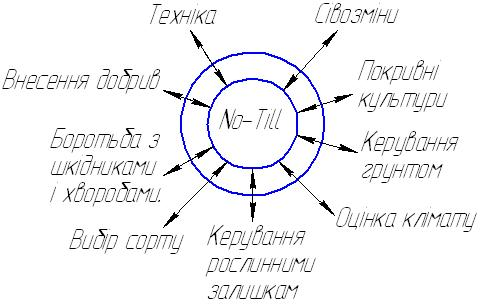 Техніка
Сівозміни
Внесення добрив
Покривні
культури
No-Till
Боротьба з
шкідниками
і хворобами.
Керування
грунтом
Вибір сорту
Керування
рослинними
залишкам
Оцінка клімату